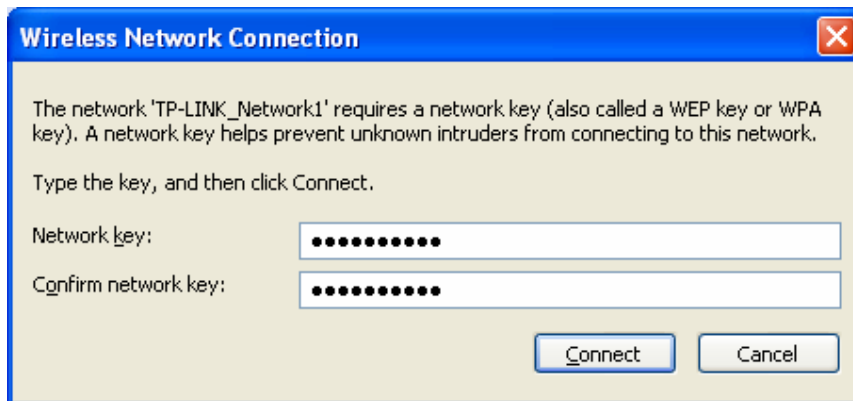 Wireless Network Connection
The network 'TP-LINK_Network1' requires a network key (also called a WEP key or WPA
key). A network key helps prevent unknown intruders from connecting to this network.
Type the key, and then click Connect.
Network key: ●●●●●●●●●●
Confirm network key: ●●●●●●●●●●
Connect Cancel